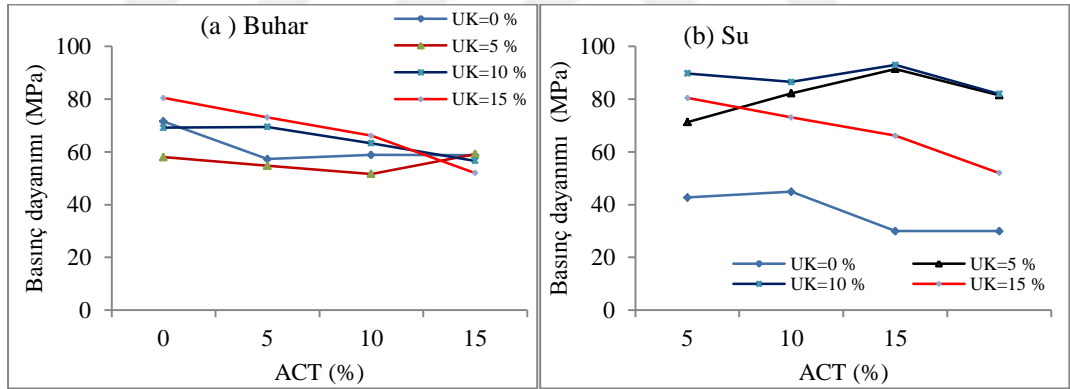 (a ) Buhar
UK=0 %
UK=5 %
UK=10 %
UK=15 %
100
80
60
40
20
0
Basınç dayanımı (MPa)
0 5 10 15
ACT (%)
(b) Su
100
80
60
40
20
0
Basınç dayanımı (MPa)
UK=0 % UK=5 %
UK=10 % UK=15 %
5 10 15
ACT (%)